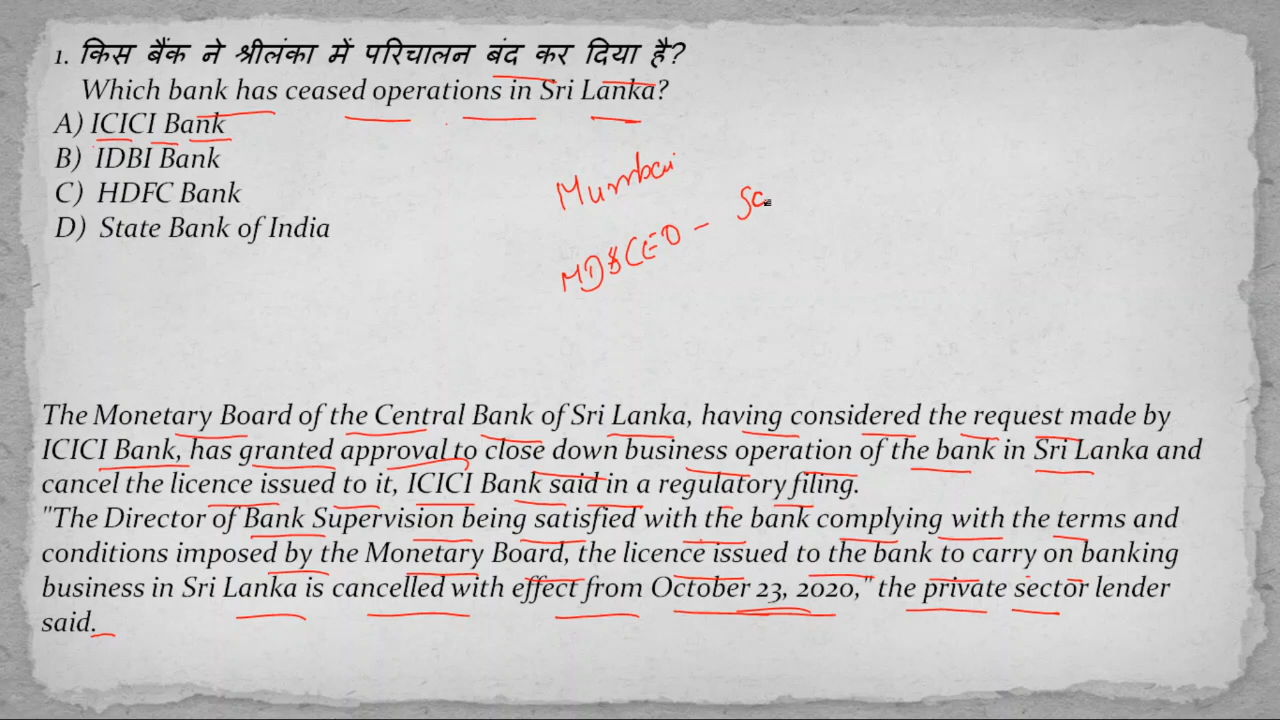 1. किस बैंक ने श्रीलंका में परिचालन बंद कर दिया है?
Which bank has ceased operations in Sri Lanka?
A) ICICI Bank
B) IDBI Bank
C) HDFC Bank
D) State Bank of India
Mumbai
MD&CEO - Sa
The Monetary Board of the Central Bank of Sri Lanka, having considered the request made by
ICICI Bank, has granted approval to close down business operation of the bank in Sri Lanka and
cancel the licence issued to it, ICICI Bank said in a regulatory filing.
"The Director of Bank Supervision being satisfied with the bank complying with the terms and
conditions imposed by the Monetary Board, the licence issued to the bank to carry on banking
business in Sri Lanka is cancelled with effect from October 23, 2020," the private sector lender
said.